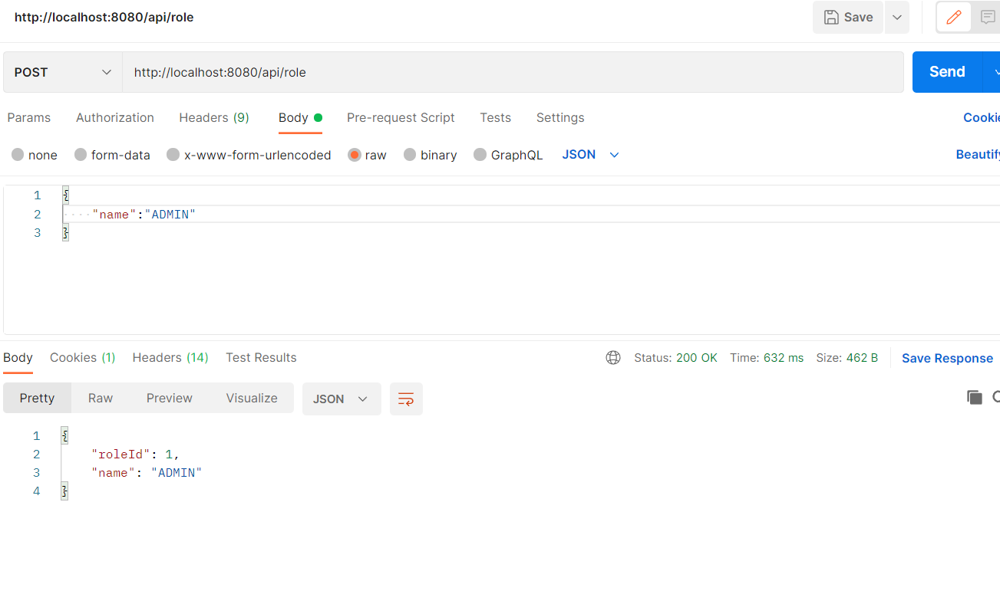 http://localhost:8080/api/role Save
POST http://localhost:8080/api/role Send
Params Authorization Headers (9) Body Pre-request Script Tests Settings Cookie
none form-data x-www-form-urlencoded raw binary GraphQL JSON Beautify
1 {
2 "name":"ADMIN"
3 }
Body Cookies (1) Headers (14) Test Results Status: 200 OK Time: 632 ms Size: 462 B Save Response
Pretty Raw Preview Visualize JSON
1 {
2 "roleId": 1,
3 "name": "ADMIN"
4 }